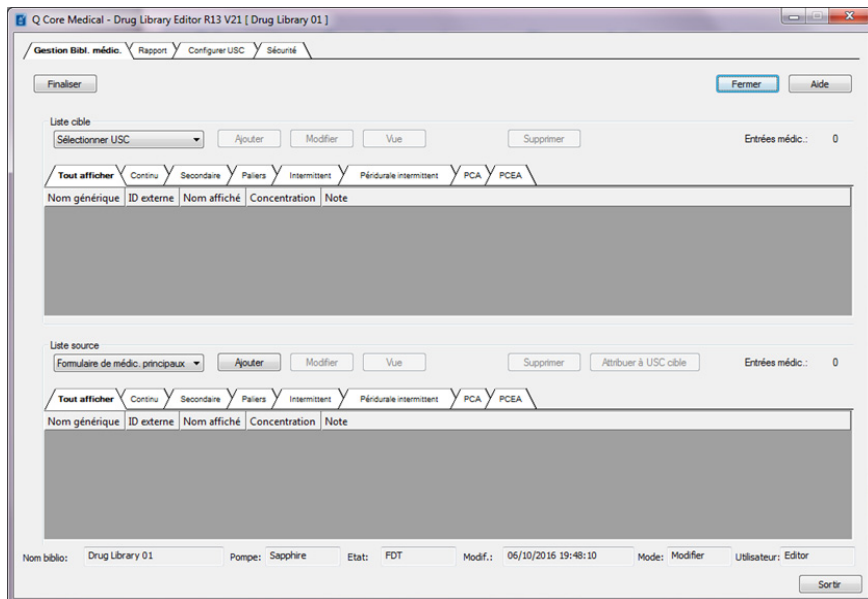 Q Core Medical - Drug Library Editor R13 V21 [ Drug Library 01 ]
Gestion Bibl. médic. Rapport Configurer USC Sécurité
Finaliser Fermer Aide
Liste cible
Sélectionner USC Ajouter Modifier Vue Supprimer Entrées médic.: 0
Tout afficher Continu Secondaire Paliers Intermittent Péridurale intermittent PCA PCEA
Nom générique ID externe Nom affiché Concentration Note
Liste source
Formulaire de médic. principaux Ajouter Modifier Vue Supprimer Attribuer à USC cible Entrées médic.: 0
Tout afficher Continu Secondaire Paliers Intermittent Péridurale intermittent PCA PCEA
Nom générique ID externe Nom affiché Concentration Note
Nom biblio: Drug Library 01 Pompe: Sapphire Etat: FDT Modif.: 06/10/2016 19:48:10 Mode: Modifier Utilisateur: Editor
Sortir